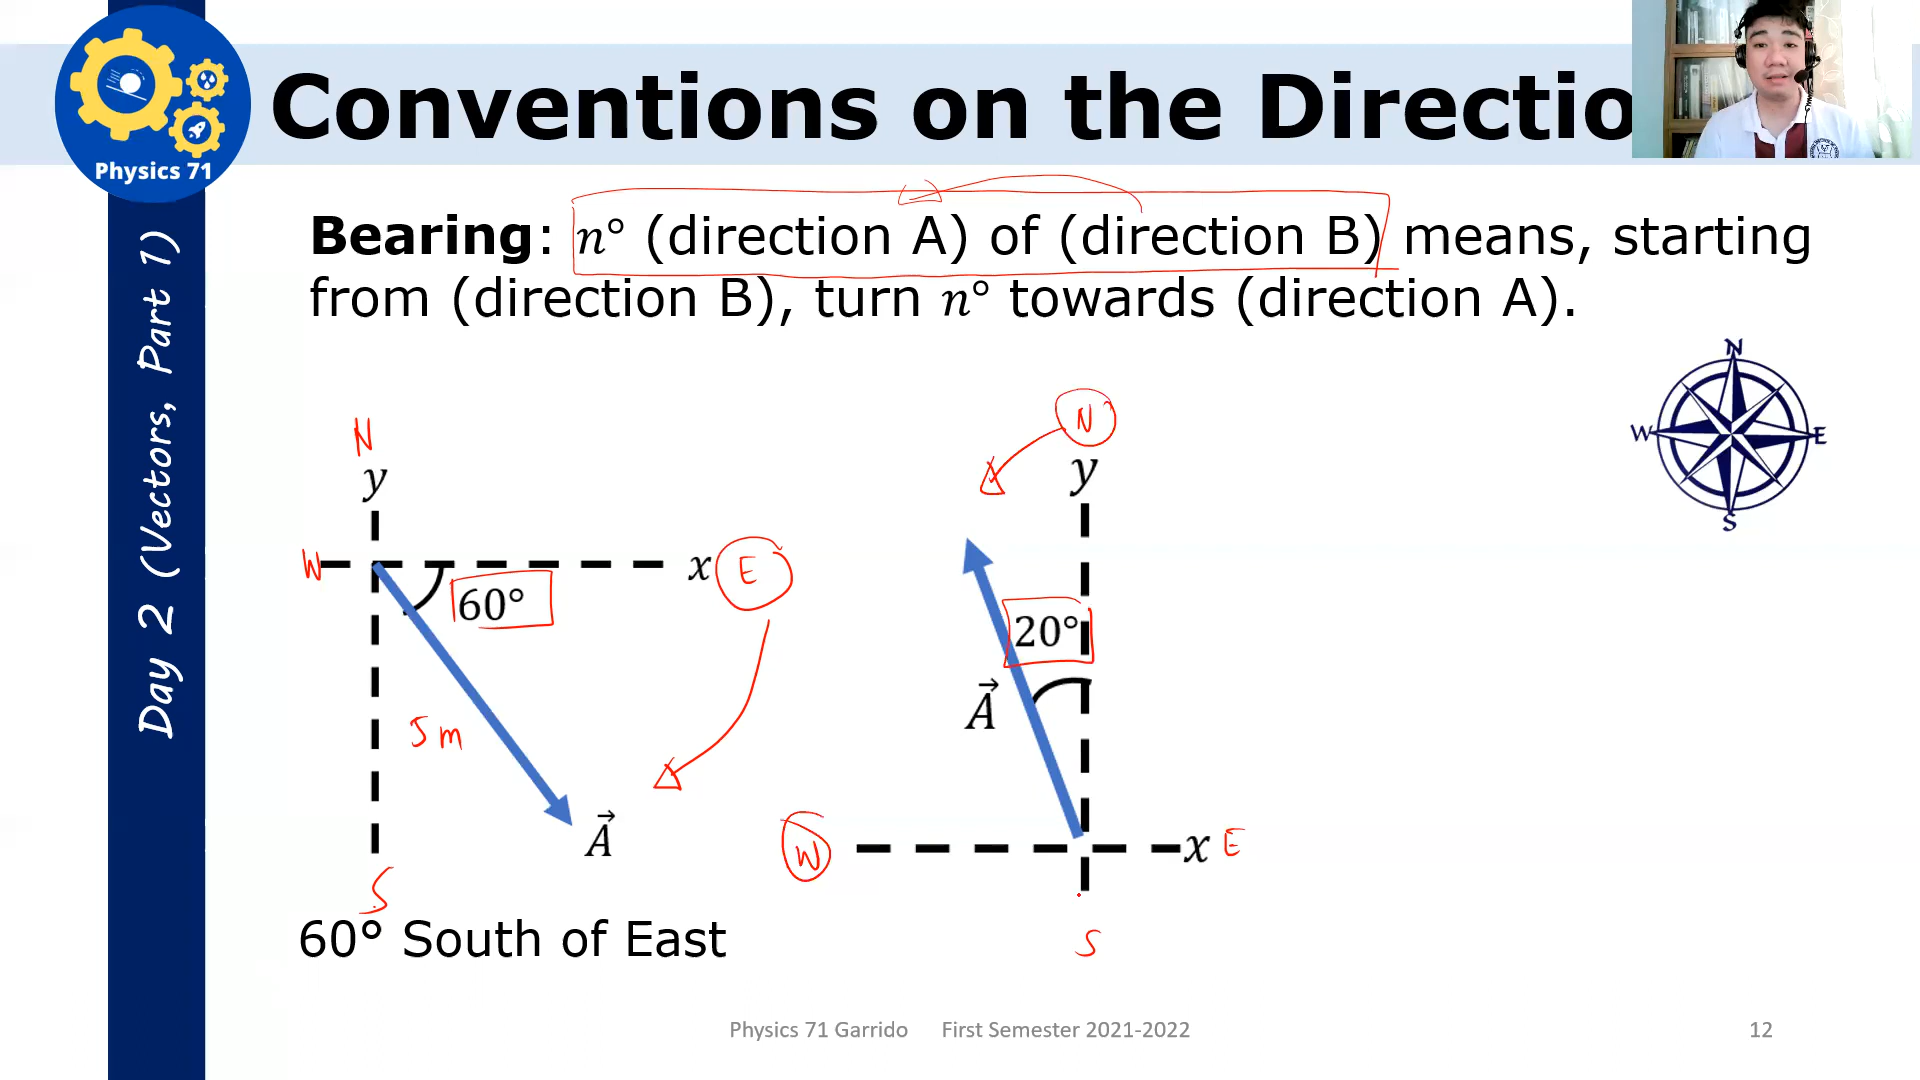 Conventions on the Directio
Physics 71
Day 2 (Vectors, Part 1)
Bearing: n° (direction A) of (direction B) means, starting
from (direction B), turn n° towards (direction A).
N
y
W
x
E
60°
5 m
A⃗
S
60° South of East
N
y
20°
A⃗
W
x
E
S
N
W
E
S
Physics 71 Garrido First Semester 2021-2022
12